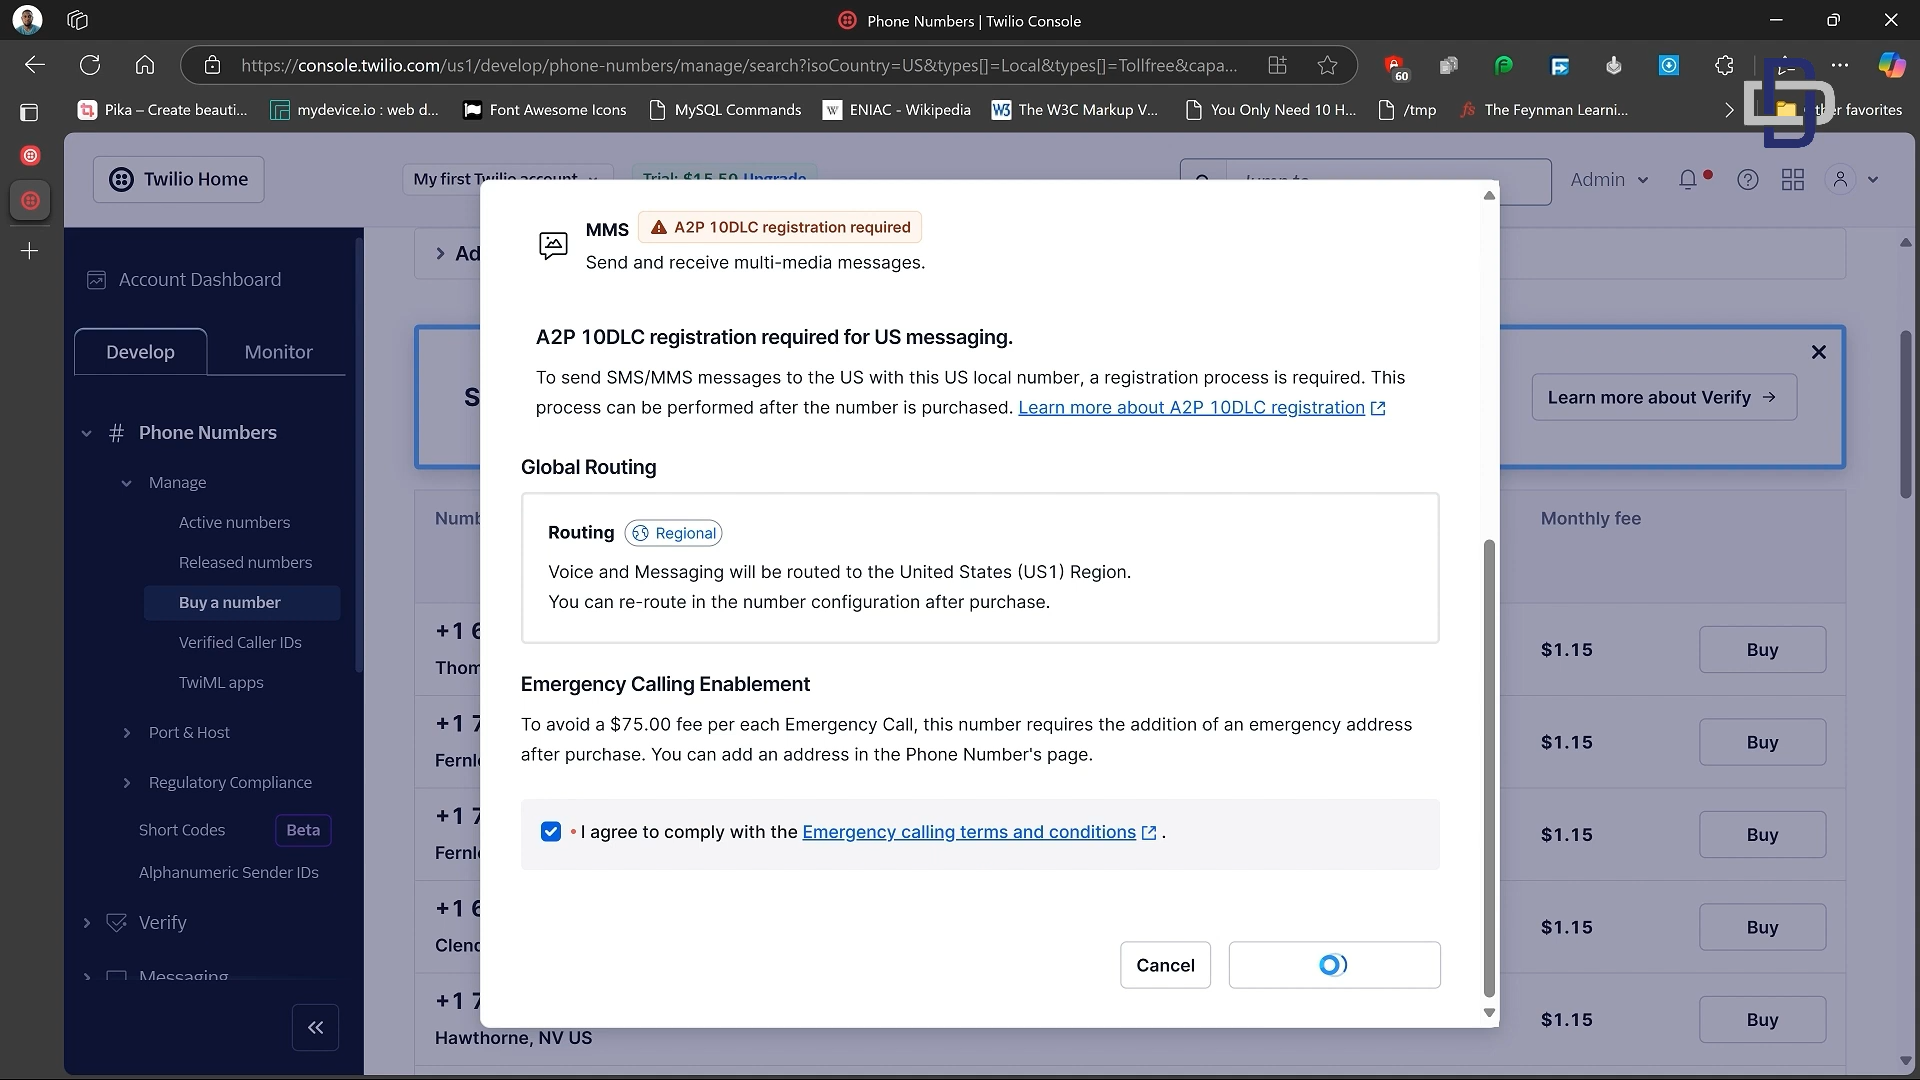 Phone Numbers | Twilio Console
https://console.twilio.com/us1/develop/phone-numbers/manage/search?isoCountry=US&types[]=Local&types[]=Tollfree&capa...
60
Pika – Create beauti...
mydevice.io : web d...
Font Awesome Icons
MySQL Commands
W
ENIAC - Wikipedia
W3
The W3C Markup V...
You Only Need 10 H...
/tmp
fs
The Feynman Learni...
her favorites
Twilio Home
My first Twilio account
Trial: $15.50 Upgrade
Jump to
Admin
Account Dashboard
Develop
Monitor
# Phone Numbers
Manage
Active numbers
Released numbers
Buy a number
Verified Caller IDs
TwiML apps
Port & Host
Regulatory Compliance
Short Codes
Beta
Alphanumeric Sender IDs
Verify
Messaging
Ad
S
Learn more about Verify →
Numb
Monthly fee
+1 6
Thom
$1.15
Buy
+1 7
Fernl
$1.15
Buy
+1 7
Fernl
$1.15
Buy
+1 6
Clenc
$1.15
Buy
+1 7
Hawthorne, NV US
$1.15
Buy
MMS
A2P 10DLC registration required
Send and receive multi-media messages.
A2P 10DLC registration required for US messaging.
To send SMS/MMS messages to the US with this US local number, a registration process is required. This
process can be performed after the number is purchased. Learn more about A2P 10DLC registration
Global Routing
Routing
Regional
Voice and Messaging will be routed to the United States (US1) Region.
You can re-route in the number configuration after purchase.
Emergency Calling Enablement
To avoid a $75.00 fee per each Emergency Call, this number requires the addition of an emergency address
after purchase. You can add an address in the Phone Number's page.
• I agree to comply with the Emergency calling terms and conditions .
Cancel